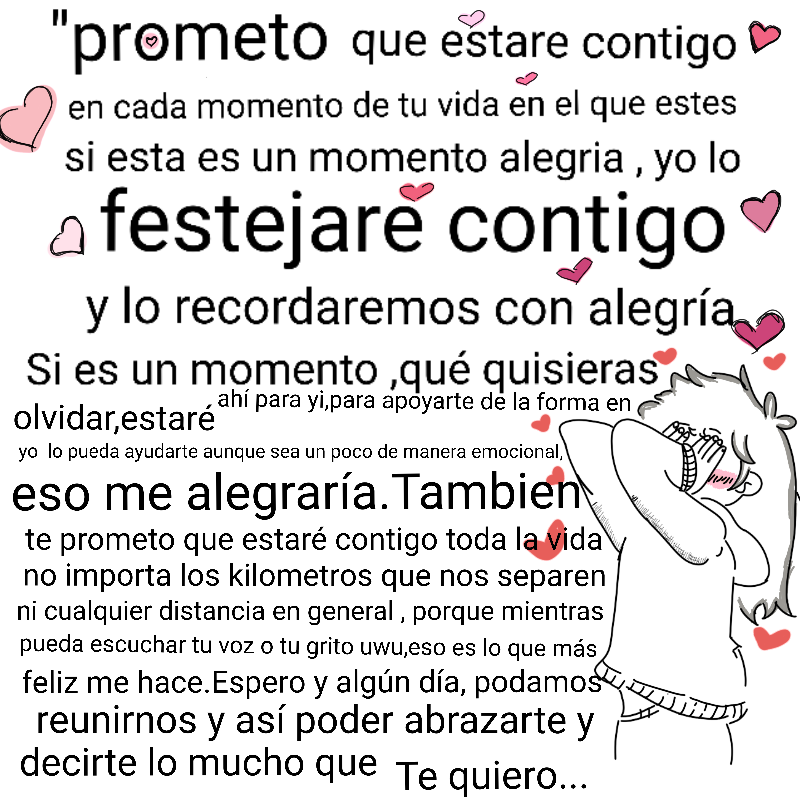 "prometo que estare contigo
en cada momento de tu vida en el que estes
si esta es un momento alegria , yo lo
festejare contigo
y lo recordaremos con alegría
Si es un momento ,qué quisieras
olvidar,estaré ahí para yi,para apoyarte de la forma en
yo lo pueda ayudarte aunque sea un poco de manera emocional,
eso me alegraría.Tambien
te prometo que estaré contigo toda la vida
no importa los kilometros que nos separen
ni cualquier distancia en general , porque mientras
pueda escuchar tu voz o tu grito uwu,eso es lo que más
feliz me hace.Espero y algún día, podamos
reunirnos y así poder abrazarte y
decirte lo mucho que Te quiero...